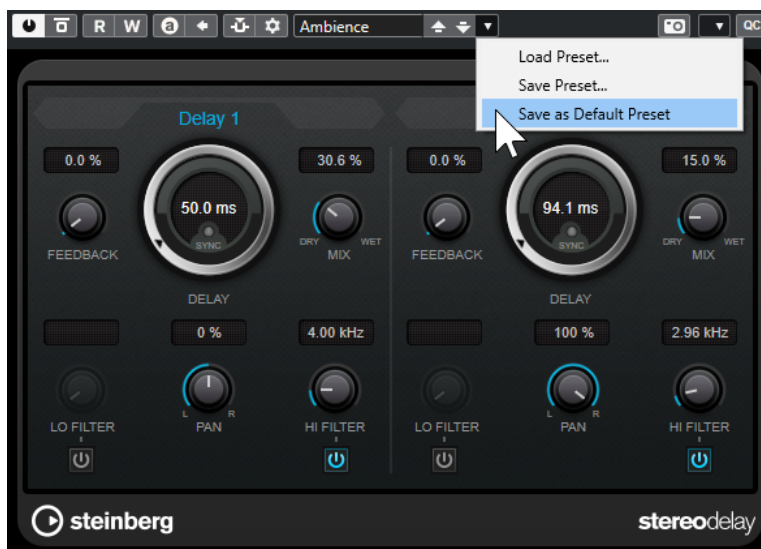 R W a Ambience QC
Load Preset...
Save Preset...
Save as Default Preset
Delay 1
0.0 % 30.6 % 0.0 % 15.0 %
50.0 ms 94.1 ms
SYNC SYNC
DRY WET DRY WET
FEEDBACK MIX FEEDBACK MIX
DELAY DELAY
0 % 4.00 kHz 100 % 2.96 kHz
L R L R
LO FILTER PAN HI FILTER LO FILTER PAN HI FILTER
steinberg stereodelay